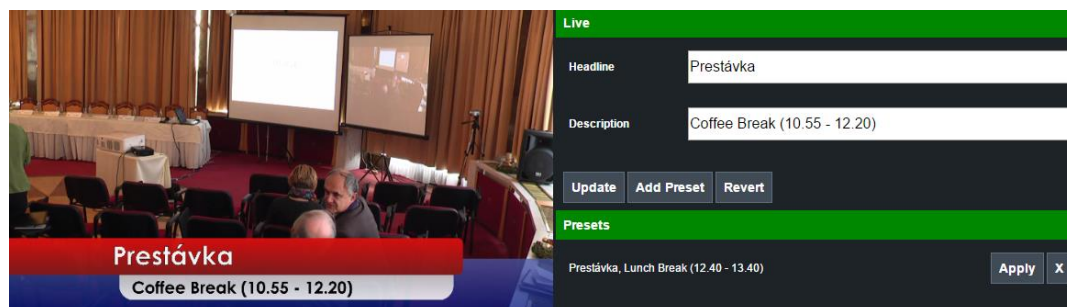 Prestávka
Coffee Break (10.55 - 12.20)
Live
Headline
Prestávka
Description
Coffee Break (10.55 - 12.20)
Update Add Preset Revert
Presets
Prestávka, Lunch Break (12.40 - 13.40)
Apply X